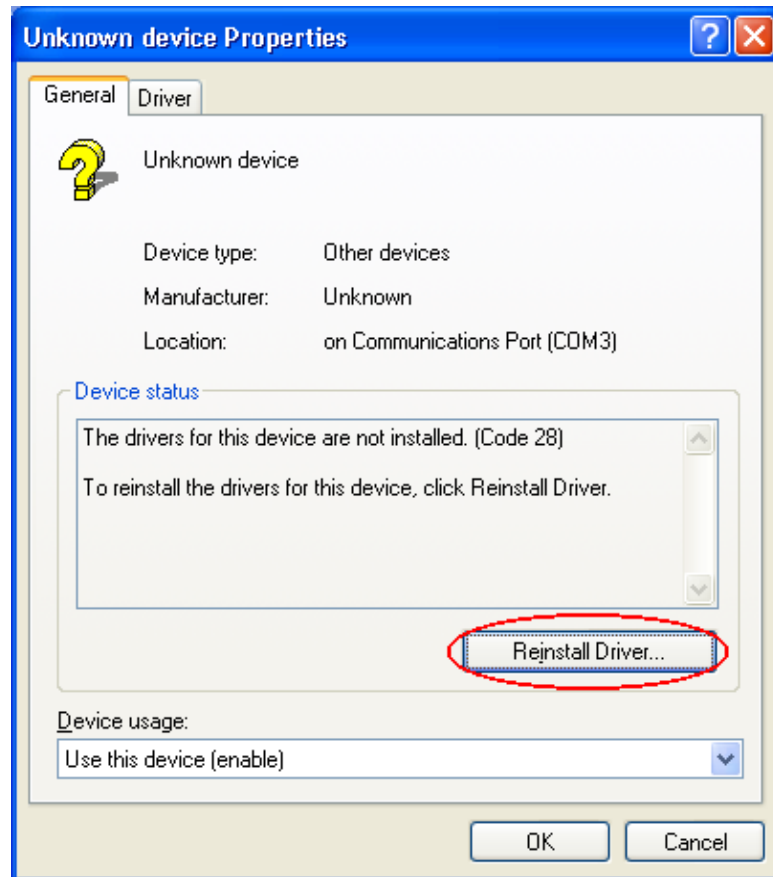 Unknown device Properties
General Driver
Unknown device
Device type: Other devices
Manufacturer: Unknown
Location: on Communications Port (COM3)
Device status
The drivers for this device are not installed. (Code 28)
To reinstall the drivers for this device, click Reinstall Driver.
Reinstall Driver...
Device usage:
Use this device (enable)
OK Cancel